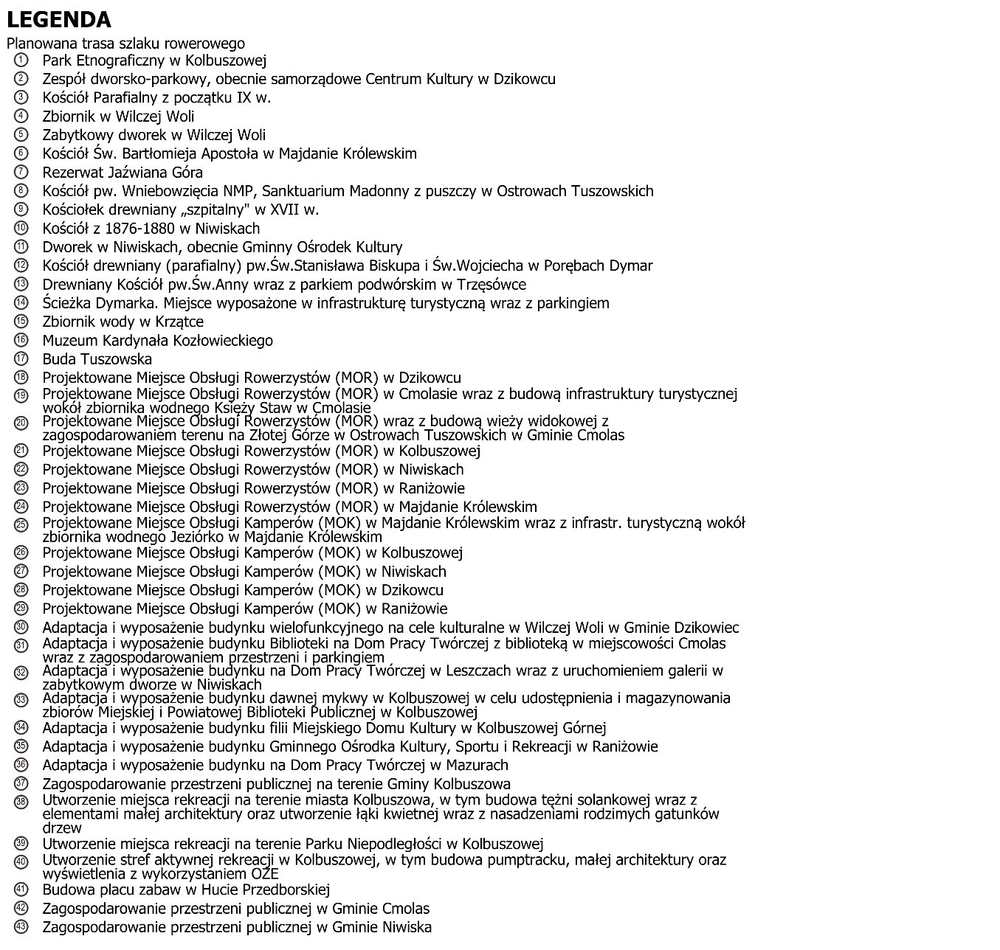 LEGENDA
Planowana trasa szlaku rowerowego
1 Park Etnograficzny w Kolbuszowej
2 Zespół dworsko-parkowy, obecnie samorządowe Centrum Kultury w Dzikowcu
3 Kościół Parafialny z początku IX w.
4 Zbiornik w Wilczej Woli
5 Zabytkowy dworek w Wilczej Woli
6 Kościół Św. Bartłomieja Apostoła w Majdanie Królewskim
7 Rezerwat Jaźwiana Góra
8 Kościół pw. Wniebowzięcia NMP, Sanktuarium Madonny z puszczy w Ostrowach Tuszowskich
9 Kościołek drewniany „szpitalny" w XVII w.
10 Kościół z 1876-1880 w Niwiskach
11 Dworek w Niwiskach, obecnie Gminny Ośrodek Kultury
12 Kościół drewniany (parafialny) pw.Św.Stanisława Biskupa i Św.Wojciecha w Porębach Dymar
13 Drewniany Kościół pw.Św.Anny wraz z parkiem podwórskim w Trzęsówce
14 Ścieżka Dymarka. Miejsce wyposażone w infrastrukturę turystyczną wraz z parkingiem
15 Zbiornik wody w Krzątce
16 Muzeum Kardynała Kozłowieckiego
17 Buda Tuszowska
18 Projektowane Miejsce Obsługi Rowerzystów (MOR) w Dzikowcu
19 Projektowane Miejsce Obsługi Rowerzystów (MOR) w Cmolasie wraz z budową infrastruktury turystycznej
wokół zbiornika wodnego Księży Staw w Cmolasie
20 Projektowane Miejsce Obsługi Rowerzystów (MOR) wraz z budową wieży widokowej z
zagospodarowaniem terenu na Złotej Górze w Ostrowach Tuszowskich w Gminie Cmolas
21 Projektowane Miejsce Obsługi Rowerzystów (MOR) w Kolbuszowej
22 Projektowane Miejsce Obsługi Rowerzystów (MOR) w Niwiskach
23 Projektowane Miejsce Obsługi Rowerzystów (MOR) w Raniżowie
24 Projektowane Miejsce Obsługi Rowerzystów (MOR) w Majdanie Królewskim
25 Projektowane Miejsce Obsługi Kamperów (MOK) w Majdanie Królewskim wraz z infrastr. turystyczną wokół
zbiornika wodnego Jeziórko w Majdanie Królewskim
26 Projektowane Miejsce Obsługi Kamperów (MOK) w Kolbuszowej
27 Projektowane Miejsce Obsługi Kamperów (MOK) w Niwiskach
28 Projektowane Miejsce Obsługi Kamperów (MOK) w Dzikowcu
29 Projektowane Miejsce Obsługi Kamperów (MOK) w Raniżowie
30 Adaptacja i wyposażenie budynku wielofunkcyjnego na cele kulturalne w Wilczej Woli w Gminie Dzikowiec
31 Adaptacja i wyposażenie budynku Biblioteki na Dom Pracy Twórczej z biblioteką w miejscowości Cmolas
wraz z zagospodarowaniem przestrzeni i parkingiem
32 Adaptacja i wyposażenie budynku na Dom Pracy Twórczej w Leszczach wraz z uruchomieniem galerii w
zabytkowym dworze w Niwiskach
33 Adaptacja i wyposażenie budynku dawnej mykwy w Kolbuszowej w celu udostępnienia i magazynowania
zbiorów Miejskiej i Powiatowej Biblioteki Publicznej w Kolbuszowej
34 Adaptacja i wyposażenie budynku filii Miejskiego Domu Kultury w Kolbuszowej Górnej
35 Adaptacja i wyposażenie budynku Gminnego Ośrodka Kultury, Sportu i Rekreacji w Raniżowie
36 Adaptacja i wyposażenie budynku na Dom Pracy Twórczej w Mazurach
37 Zagospodarowanie przestrzeni publicznej na terenie Gminy Kolbuszowa
38 Utworzenie miejsca rekreacji na terenie miasta Kolbuszowa, w tym budowa tężni solankowej wraz z
elementami małej architektury oraz utworzenie łąki kwietnej wraz z nasadzeniami rodzimych gatunków
drzew
39 Utworzenie miejsca rekreacji na terenie Parku Niepodległości w Kolbuszowej
40 Utworzenie stref aktywnej rekreacji w Kolbuszowej, w tym budowa pumptracku, małej architektury oraz
wyświetlenia z wykorzystaniem OZE
41 Budowa placu zabaw w Hucie Przedborskiej
42 Zagospodarowanie przestrzeni publicznej w Gminie Cmolas
43 Zagospodarowanie przestrzeni publicznej w Gminie Niwiska